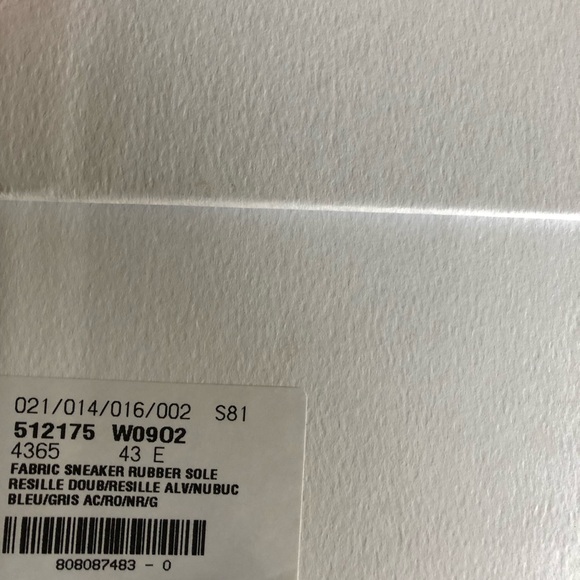 021/014/016/002 S81
512175 W09O2
4365 43 E
FABRIC SNEAKER RUBBER SOLE
RESILLE DOUB/RESILLE ALV/NUBUC
BLEU/GRIS AC/RO/NR/G
808087483 - 0